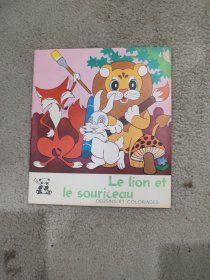 Le lion et
le souriceau
DESSINS ET COLORIAGES